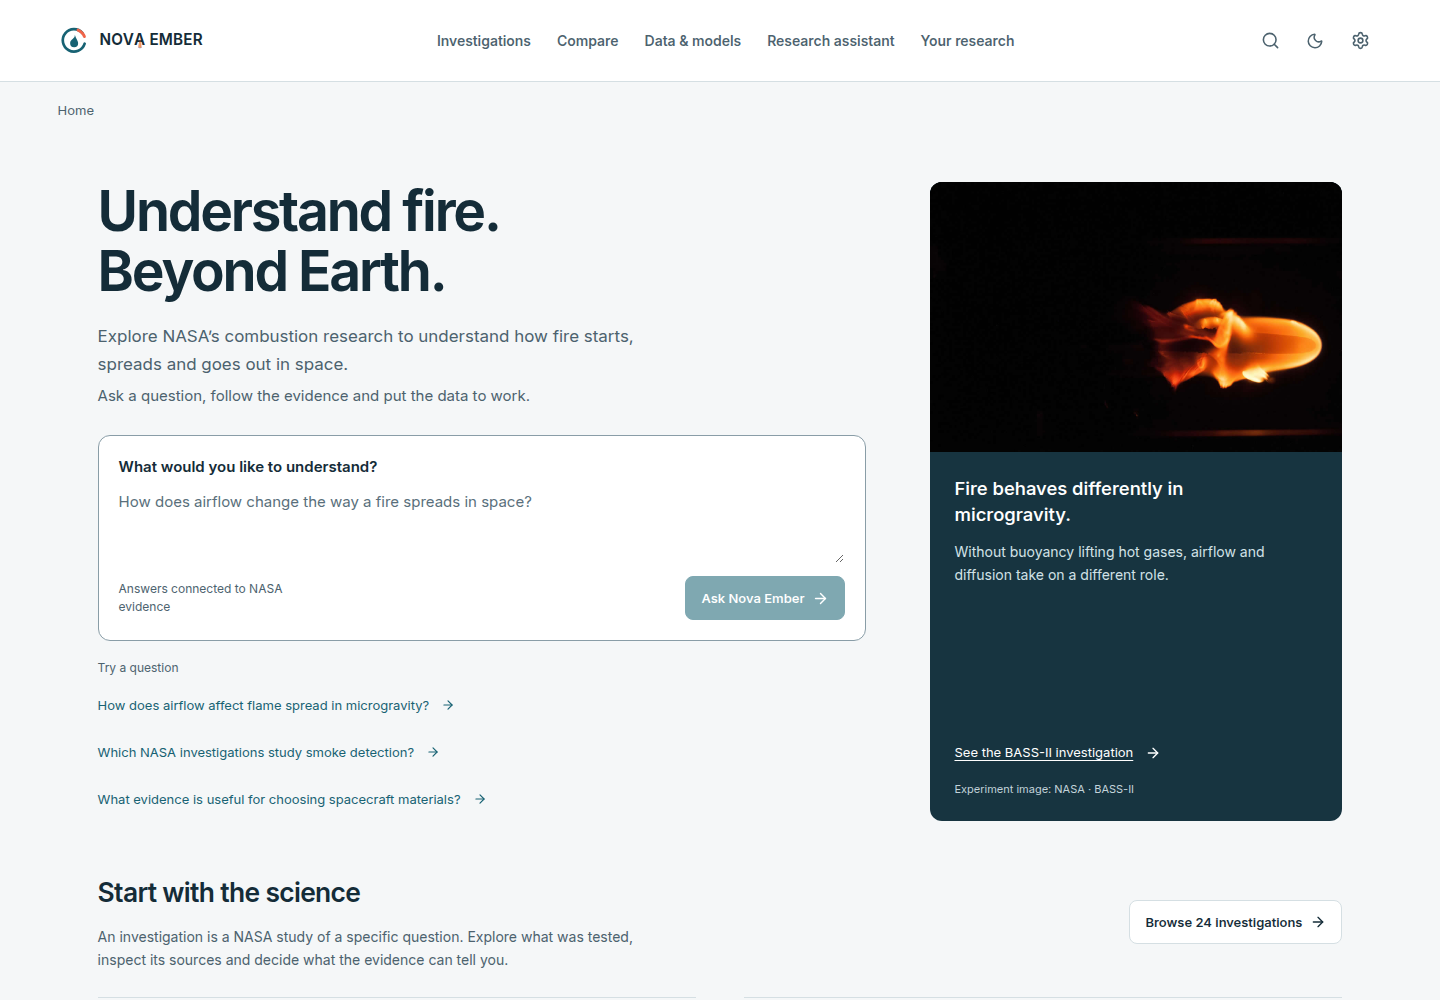 NOVA EMBER
Investigations
Compare
Data & models
Research assistant
Your research
Home
Understand fire.
Beyond Earth.
Explore NASA's combustion research to understand how fire starts,
spreads and goes out in space.
Ask a question, follow the evidence and put the data to work.
What would you like to understand?
How does airflow change the way a fire spreads in space?
Answers connected to NASA
evidence
Ask Nova Ember
Try a question
How does airflow affect flame spread in microgravity?
Which NASA investigations study smoke detection?
What evidence is useful for choosing spacecraft materials?
Fire behaves differently in
microgravity.
Without buoyancy lifting hot gases, airflow and
diffusion take on a different role.
See the BASS-II investigation
Experiment image: NASA · BASS-II
Start with the science
An investigation is a NASA study of a specific question. Explore what was tested,
inspect its sources and decide what the evidence can tell you.
Browse 24 investigations